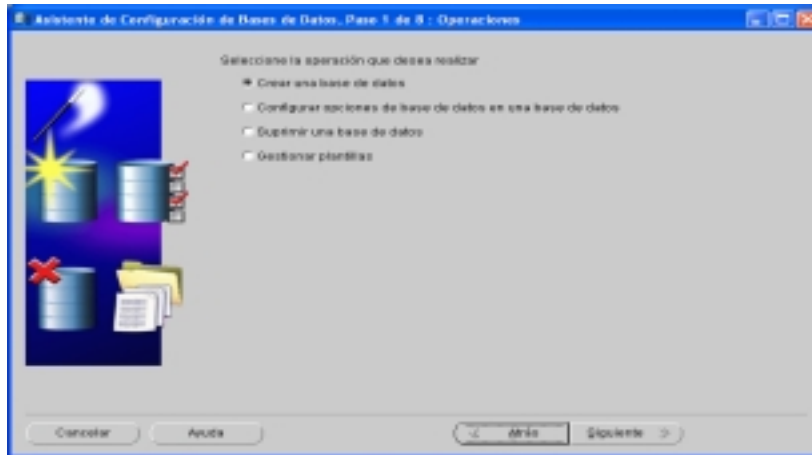 Asistente de Configuración de Bases de Datos, Paso 1 de 8 : Operaciones
Seleccione la operación que desea realizar
Crear una base de datos
Configurar opciones de base de datos en una base de datos
Suprimir una base de datos
Gestionar plantillas
Cancelar
Ayuda
Atrás
Siguiente